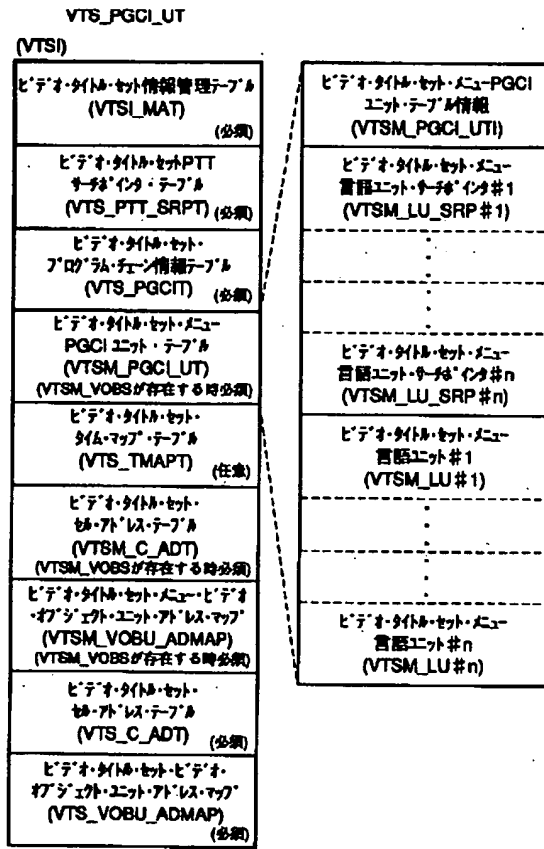 VTS_PGCI_UT
(VTSI)
ビデオ・タイトル・セット情報管理テーブル
(VTSI_MAT)
(必須)
ビデオ・タイトル・セットPTT
サーチポインタ・テーブル
(VTS_PTT_SRPT) (必須)
ビデオ・タイトル・セット・
プログラム・チェーン情報テーブル
(VTS_PGCIT) (必須)
ビデオ・タイトル・セット・メニュー
PGCI ユニット・テーブル
(VTSM_PGCI_UT)
(VTSM_VOBSが存在する時必須)
ビデオ・タイトル・セット・
タイム・マップ・テーブル
(VTS_TMAPT) (任意)
ビデオ・タイトル・セット・
セル・アドレス・テーブル
(VTSM_C_ADT)
(VTSM_VOBSが存在する時必須)
ビデオ・タイトル・セット・メニュー・ビデオ
・オブジェクト・ユニット・アドレス・マップ
(VTSM_VOBU_ADMAP)
(VTSM_VOBSが存在する時必須)
ビデオ・タイトル・セット・
セル・アドレス・テーブル
(VTS_C_ADT) (必須)
ビデオ・タイトル・セット・ビデオ・
オブジェクト・ユニット・アドレス・マップ
(VTS_VOBU_ADMAP)
(必須)
ビデオ・タイトル・セット・メニューPGCI
ユニット・テーブル情報
(VTSM_PGCI_UTI)
ビデオ・タイトル・セット・メニュー
言語ユニット・サーチポインタ#1
(VTSM_LU_SRP#1)
ビデオ・タイトル・セット・メニュー
言語ユニット・サーチポインタ#n
(VTSM_LU_SRP#n)
ビデオ・タイトル・セット・メニュー
言語ユニット#1
(VTSM_LU#1)
ビデオ・タイトル・セット・メニュー
言語ユニット#n
(VTSM_LU#n)